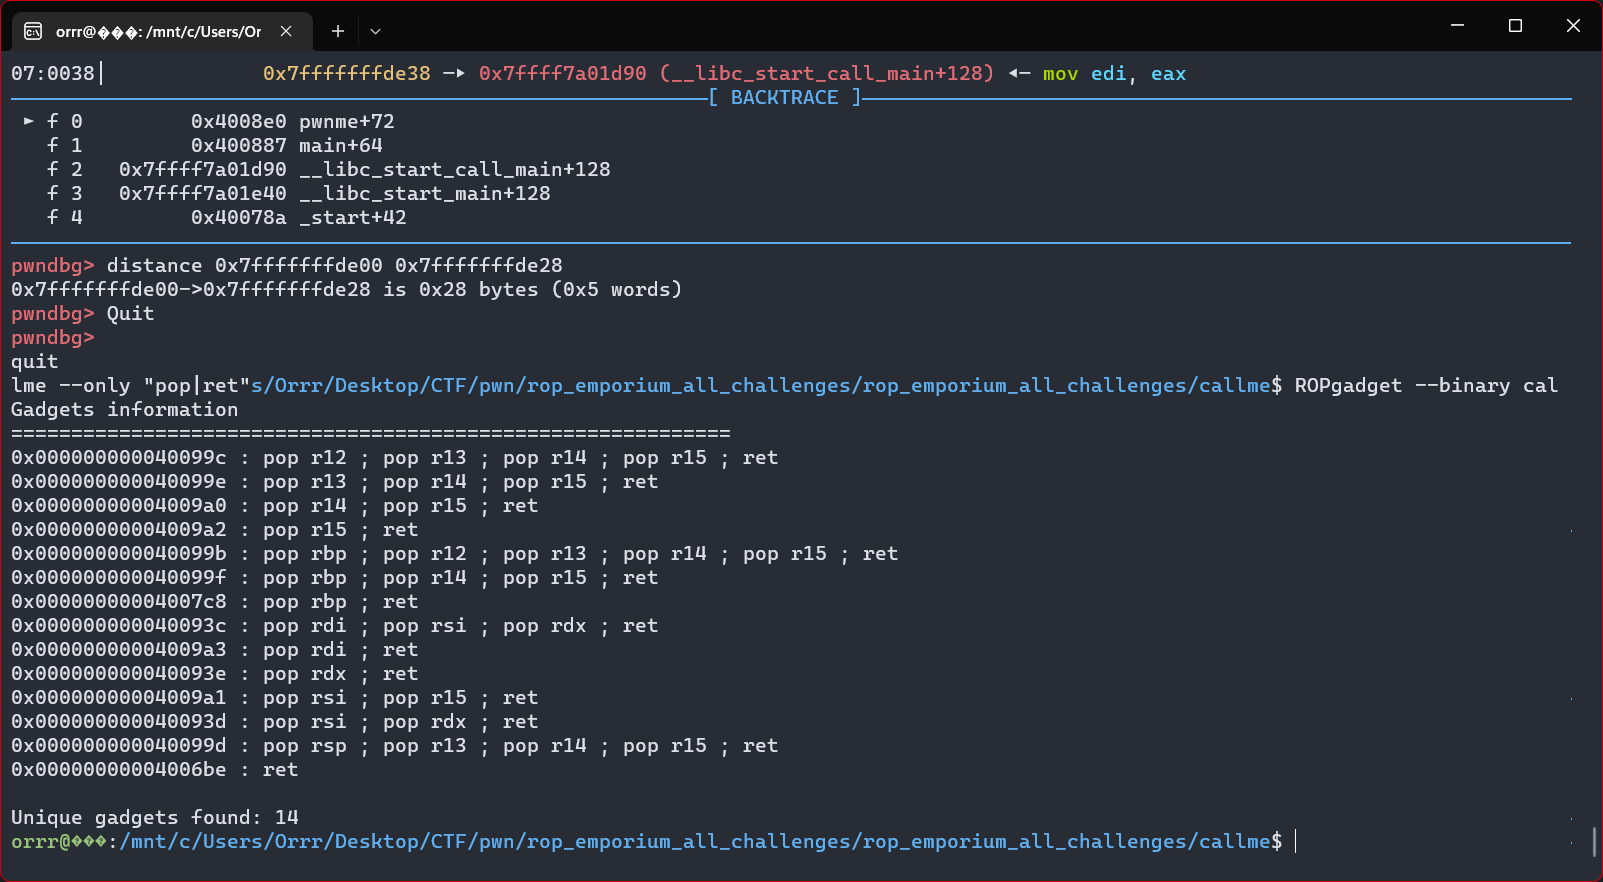 orrr@���: /mnt/c/Users/Or
07:0038│ 0x7fffffffde38 —▸ 0x7ffff7a01d90 (__libc_start_call_main+128) ◂— mov edi, eax
[ BACKTRACE ]
► f 0 0x4008e0 pwnme+72
f 1 0x400887 main+64
f 2 0x7ffff7a01d90 __libc_start_call_main+128
f 3 0x7ffff7a01e40 __libc_start_main+128
f 4 0x40078a _start+42
pwndbg> distance 0x7fffffffde00 0x7fffffffde28
0x7fffffffde00->0x7fffffffde28 is 0x28 bytes (0x5 words)
pwndbg> Quit
pwndbg>
quit
lme --only "pop|ret"s/Orrr/Desktop/CTF/pwn/rop_emporium_all_challenges/rop_emporium_all_challenges/callme$ ROPgadget --binary cal
Gadgets information
============================================================
0x000000000040099c : pop r12 ; pop r13 ; pop r14 ; pop r15 ; ret
0x000000000040099e : pop r13 ; pop r14 ; pop r15 ; ret
0x00000000004009a0 : pop r14 ; pop r15 ; ret
0x00000000004009a2 : pop r15 ; ret
0x000000000040099b : pop rbp ; pop r12 ; pop r13 ; pop r14 ; pop r15 ; ret
0x000000000040099f : pop rbp ; pop r14 ; pop r15 ; ret
0x00000000004007c8 : pop rbp ; ret
0x000000000040093c : pop rdi ; pop rsi ; pop rdx ; ret
0x00000000004009a3 : pop rdi ; ret
0x000000000040093e : pop rdx ; ret
0x00000000004009a1 : pop rsi ; pop r15 ; ret
0x000000000040093d : pop rsi ; pop rdx ; ret
0x000000000040099d : pop rsp ; pop r13 ; pop r14 ; pop r15 ; ret
0x00000000004006be : ret
Unique gadgets found: 14
orrr@���:/mnt/c/Users/Orrr/Desktop/CTF/pwn/rop_emporium_all_challenges/rop_emporium_all_challenges/callme$